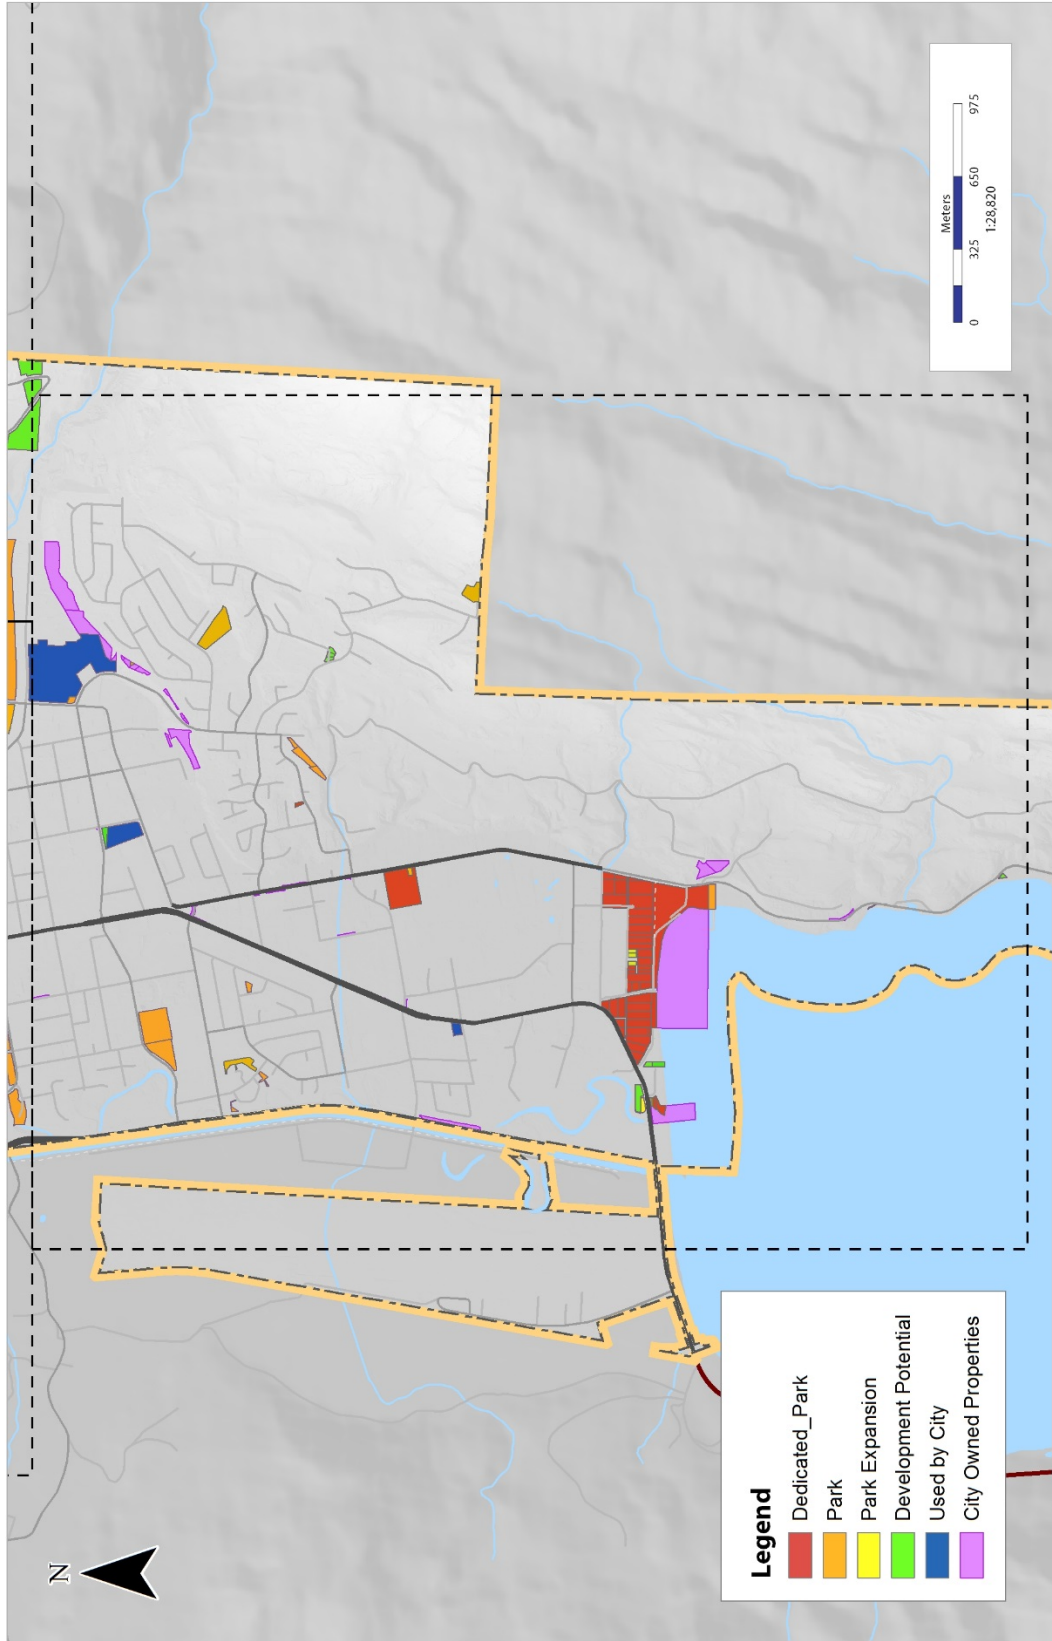 N
Legend
Dedicated_Park
Park
Park Expansion
Development Potential
Used by City
City Owned Properties
Meters
0 325 650 975
1:28,820